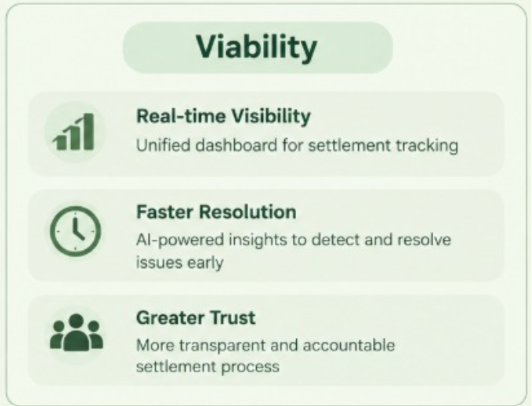 Viability
Real-time Visibility
Unified dashboard for settlement tracking
Faster Resolution
AI-powered insights to detect and resolve
issues early
Greater Trust
More transparent and accountable
settlement process